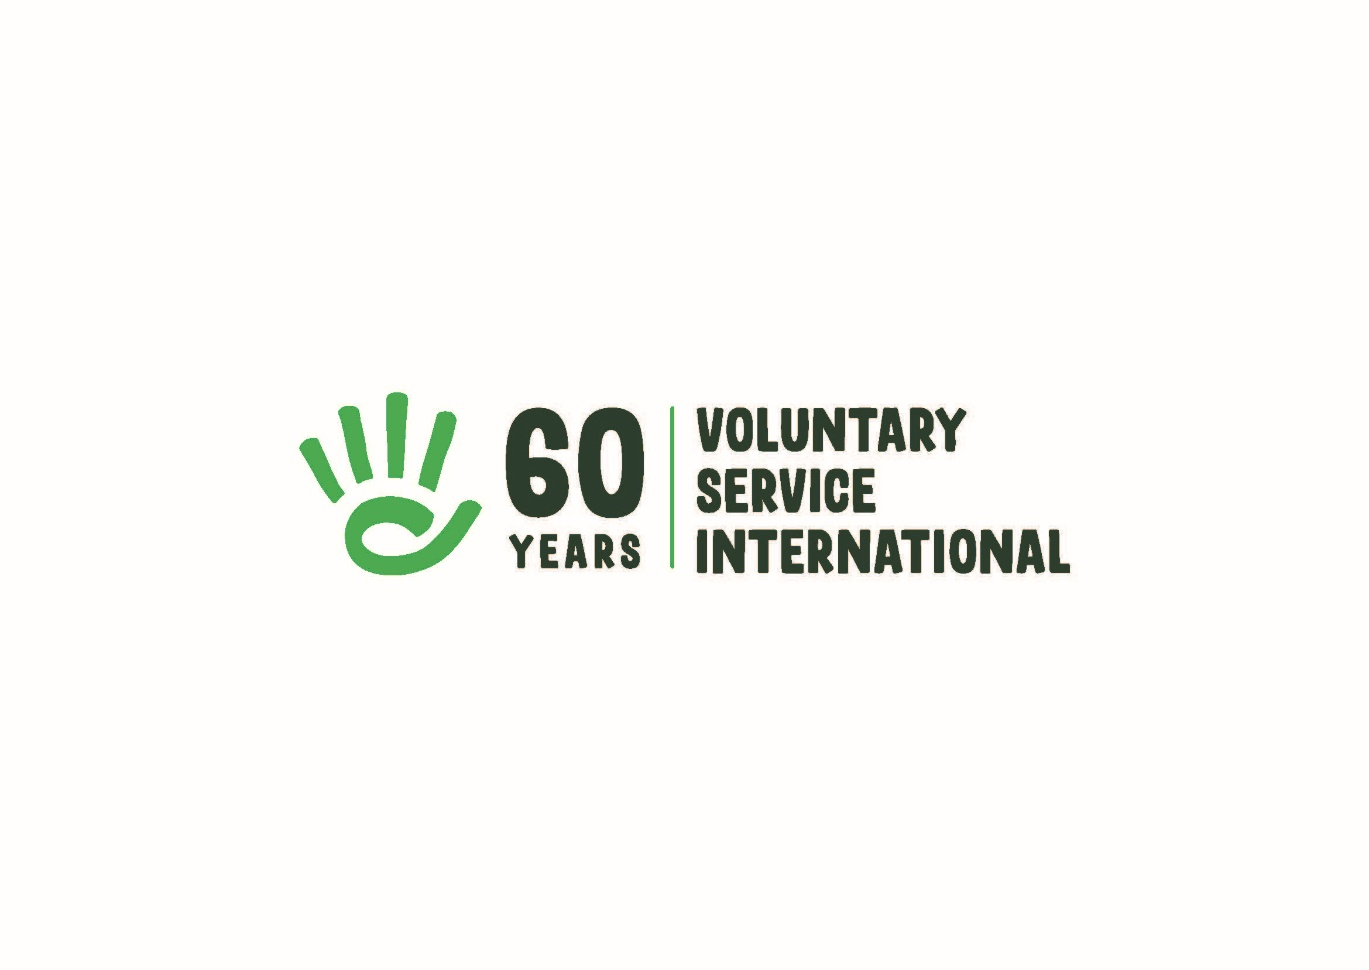 60
YEARS
VOLUNTARY
SERVICE
INTERNATIONAL